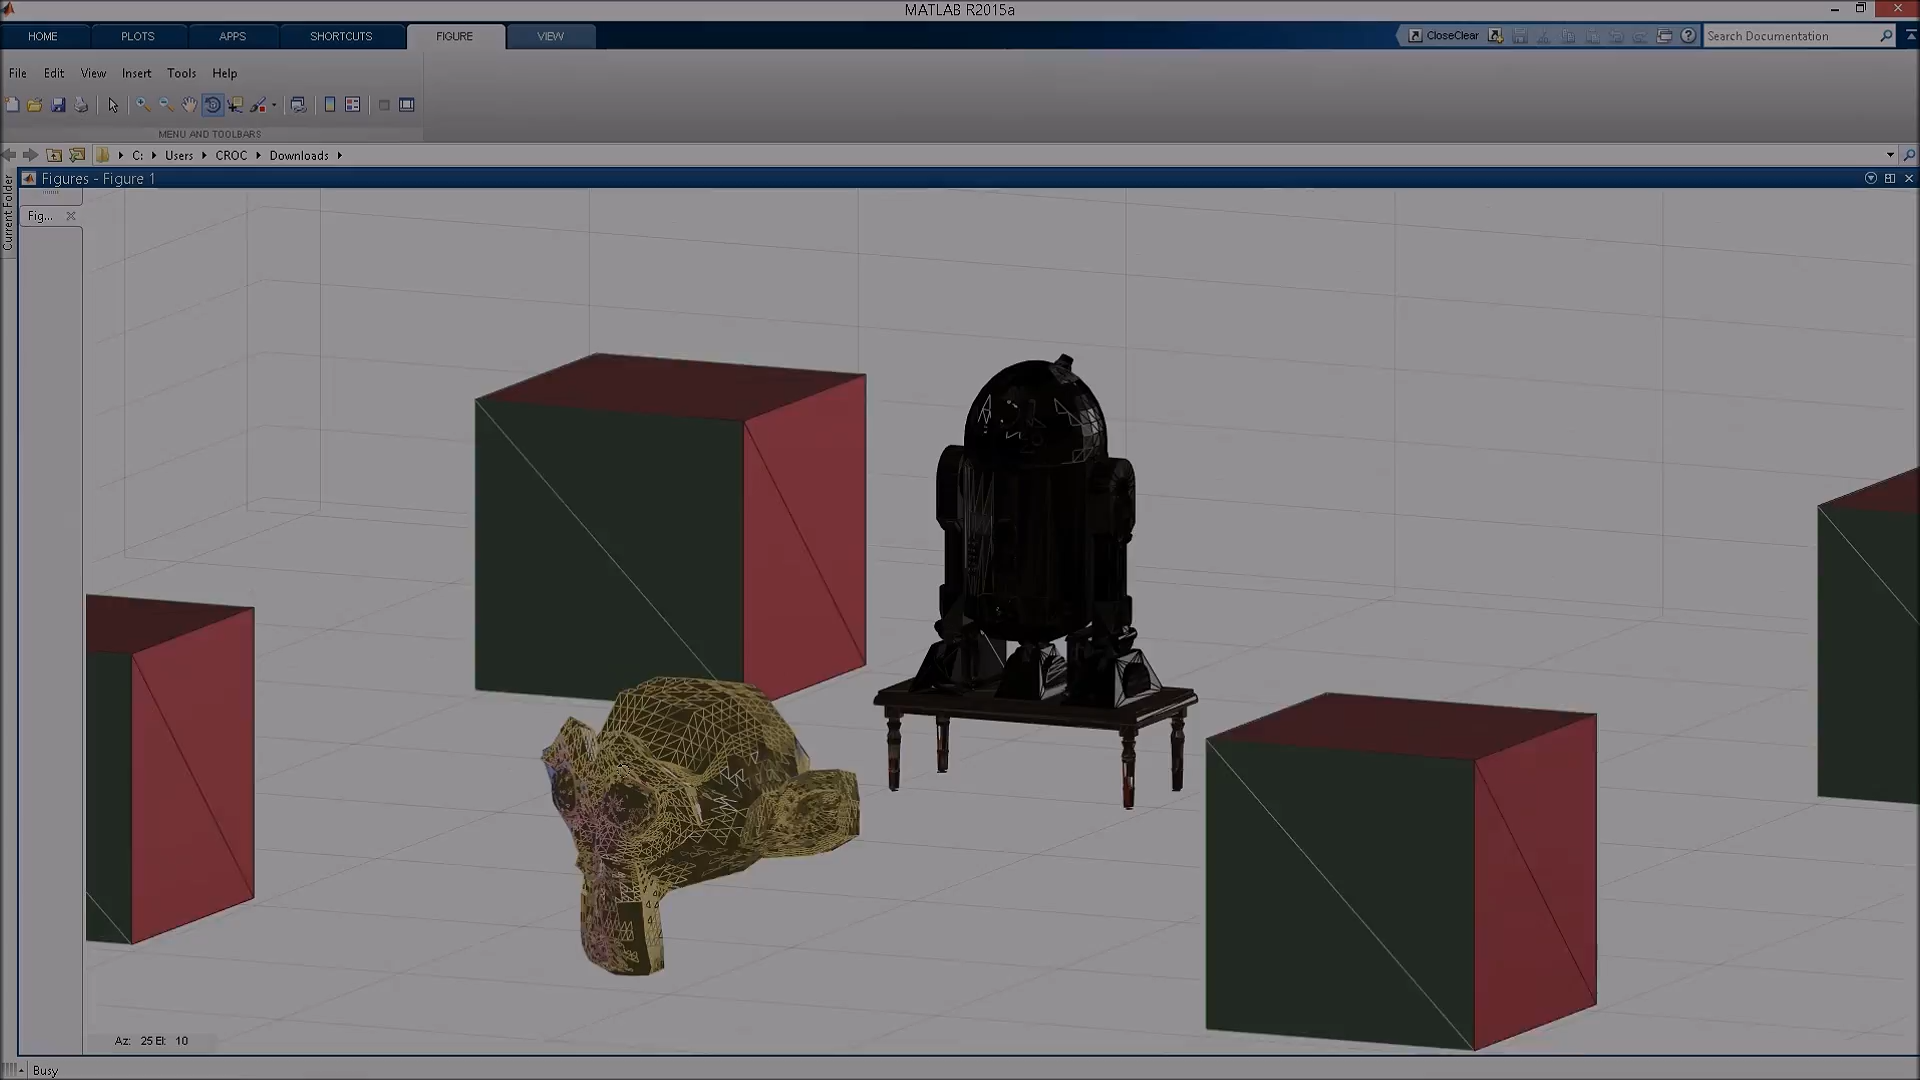 MATLAB R2015a
HOME PLOTS APPS SHORTCUTS FIGURE VIEW CloseClear Search Documentation
File Edit View Insert Tools Help
MENU AND TOOLBARS
C: Users CROC Downloads
Current Folder
Figures - Figure 1
Fig...
Az: 25 El: 10
Busy